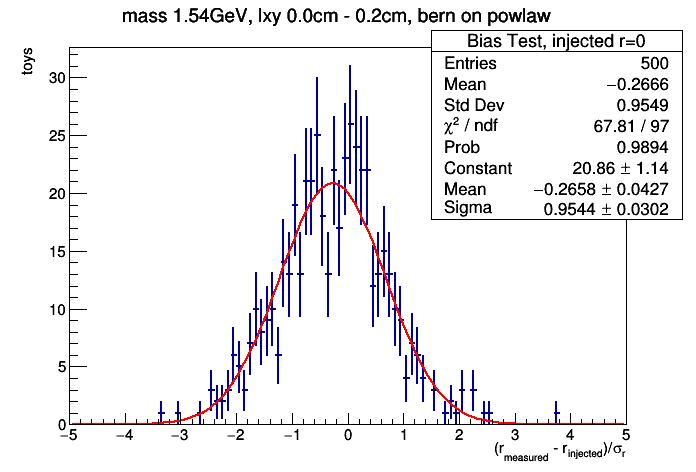 mass 1.54GeV, lxy 0.0cm - 0.2cm, bern on powlaw
toys
Bias Test, injected r=0
Entries 500
Mean −0.2666
Std Dev 0.9549
χ² / ndf 67.81 / 97
Prob 0.9894
Constant 20.86 ± 1.14
Mean −0.2658 ± 0.0427
Sigma 0.9544 ± 0.0302
30
25
20
15
10
5
0
−5 −4 −3 −2 −1 0 1 2 3 4 5
(r_measured - r_injected)/σ_r